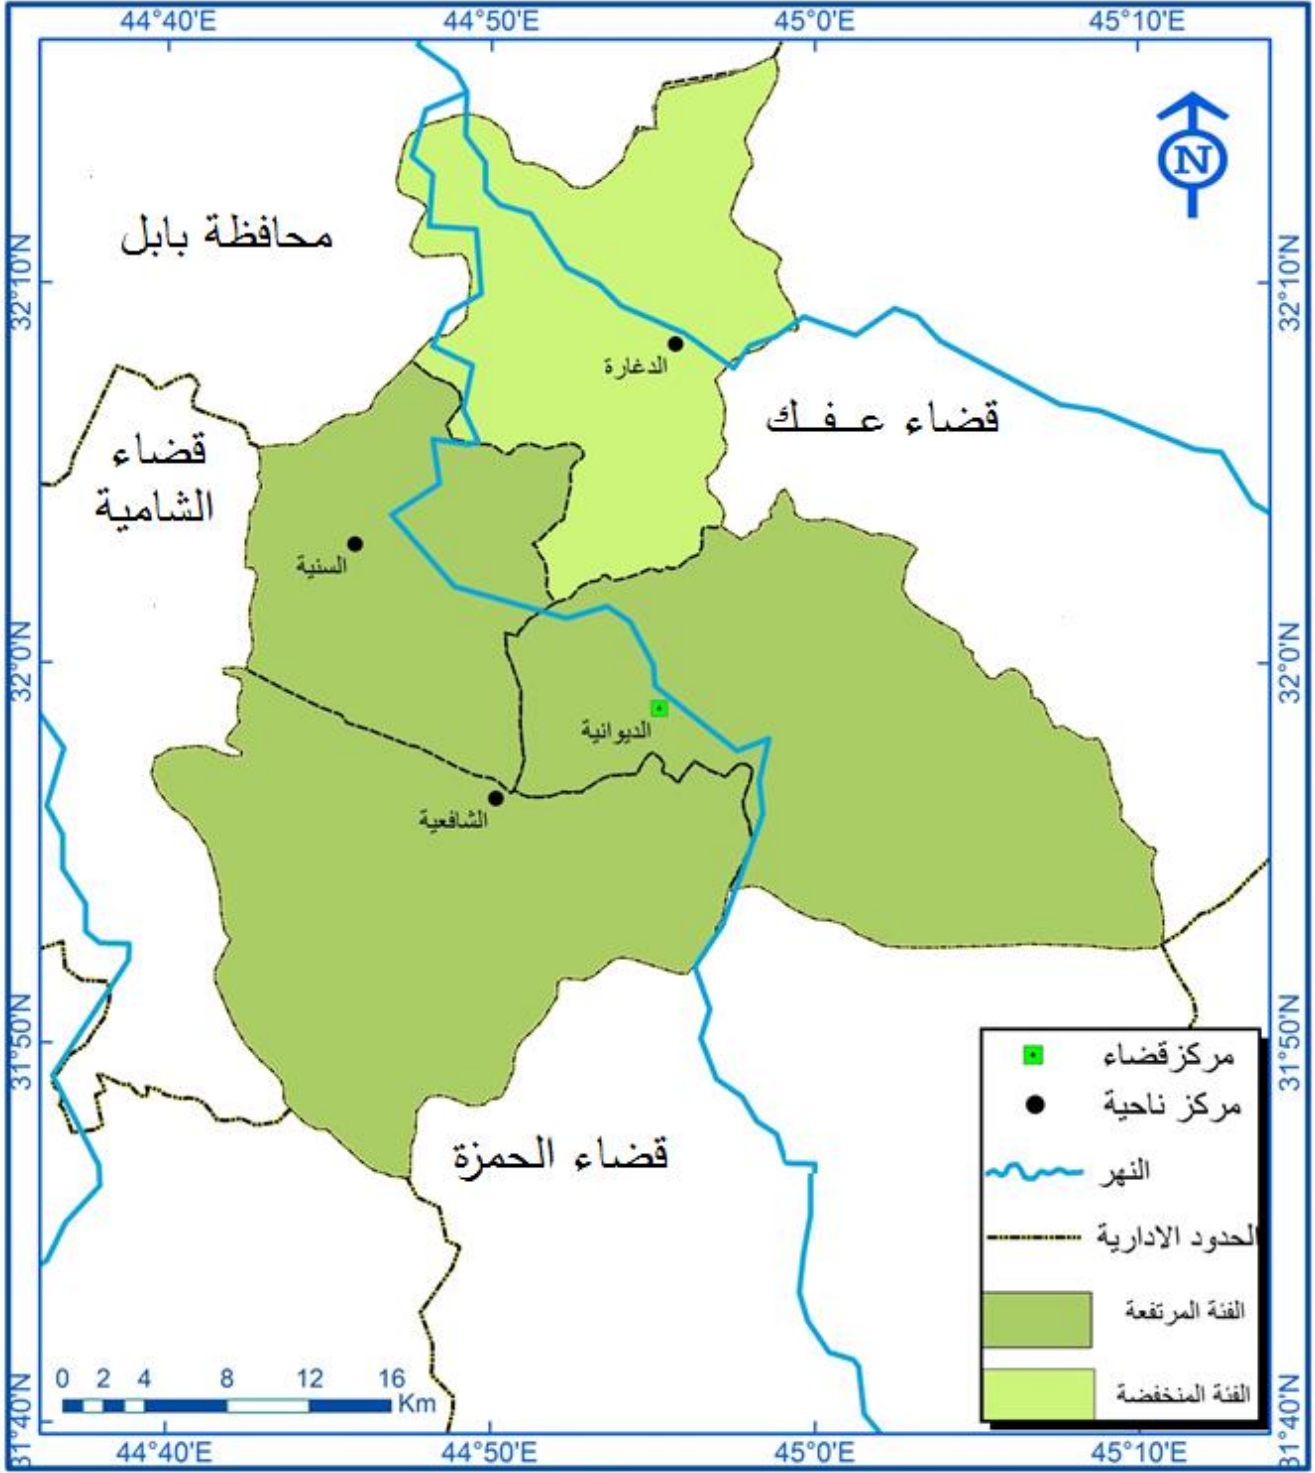 44°40'E 44°50'E 45°0'E 45°10'E
N
محافظة بابل
32°10'N 32°10'N
الدغارة
قضاء عـفـك
قضاء
الشامية
السنية
32°0'N 32°0'N
الديوانية
الشافعية
31°50'N 31°50'N
مركز قضاء
مركز ناحية
قضاء الحمزة
النهر
الحدود الادارية
الفئة المرتفعة
الفئة المنخفضة
0 2 4 8 12 16
Km
31°40'N 31°40'N
44°40'E 44°50'E 45°0'E 45°10'E